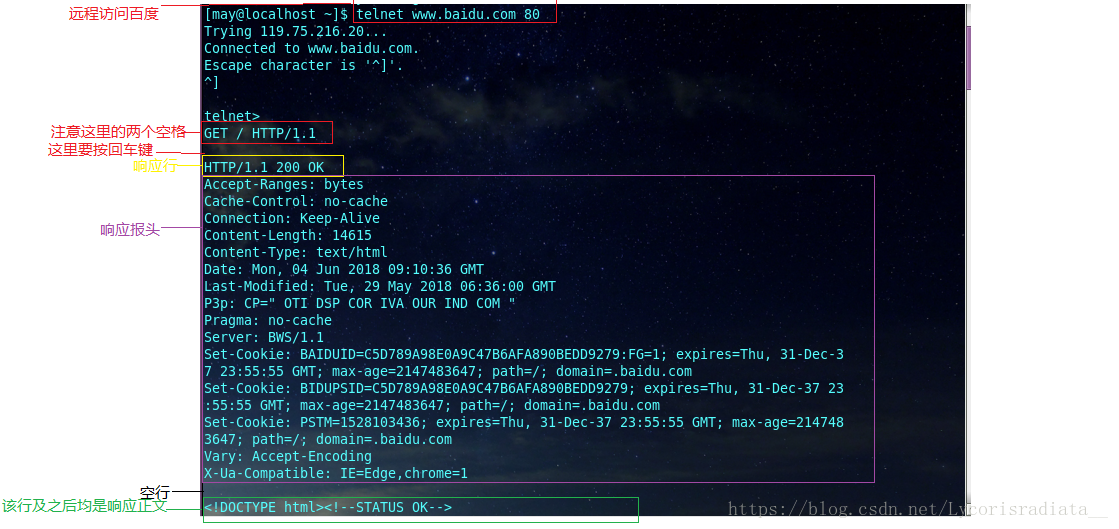 远程访问百度
[may@localhost ~]$ telnet www.baidu.com 80
Trying 119.75.216.20...
Connected to www.baidu.com.
Escape character is '^]'.
^]
telnet>
注意这里的两个空格
GET / HTTP/1.1
这里要按回车键
响应行
HTTP/1.1 200 OK
响应报头
Accept-Ranges: bytes
Cache-Control: no-cache
Connection: Keep-Alive
Content-Length: 14615
Content-Type: text/html
Date: Mon, 04 Jun 2018 09:10:36 GMT
Last-Modified: Tue, 29 May 2018 06:36:00 GMT
P3p: CP=" OTI DSP COR IVA OUR IND COM "
Pragma: no-cache
Server: BWS/1.1
Set-Cookie: BAIDUID=C5D789A98E0A9C47B6AFA890BEDD9279:FG=1; expires=Thu, 31-Dec-3
7 23:55:55 GMT; max-age=2147483647; path=/; domain=.baidu.com
Set-Cookie: BIDUPSID=C5D789A98E0A9C47B6AFA890BEDD9279; expires=Thu, 31-Dec-37 23
:55:55 GMT; max-age=2147483647; path=/; domain=.baidu.com
Set-Cookie: PSTM=1528103436; expires=Thu, 31-Dec-37 23:55:55 GMT; max-age=214748
3647; path=/; domain=.baidu.com
Vary: Accept-Encoding
X-Ua-Compatible: IE=Edge,chrome=1
空行
该行及之后均是响应正文
<!DOCTYPE html><!--STATUS OK-->
https://blog.csdn.net/Lycorisradiata__